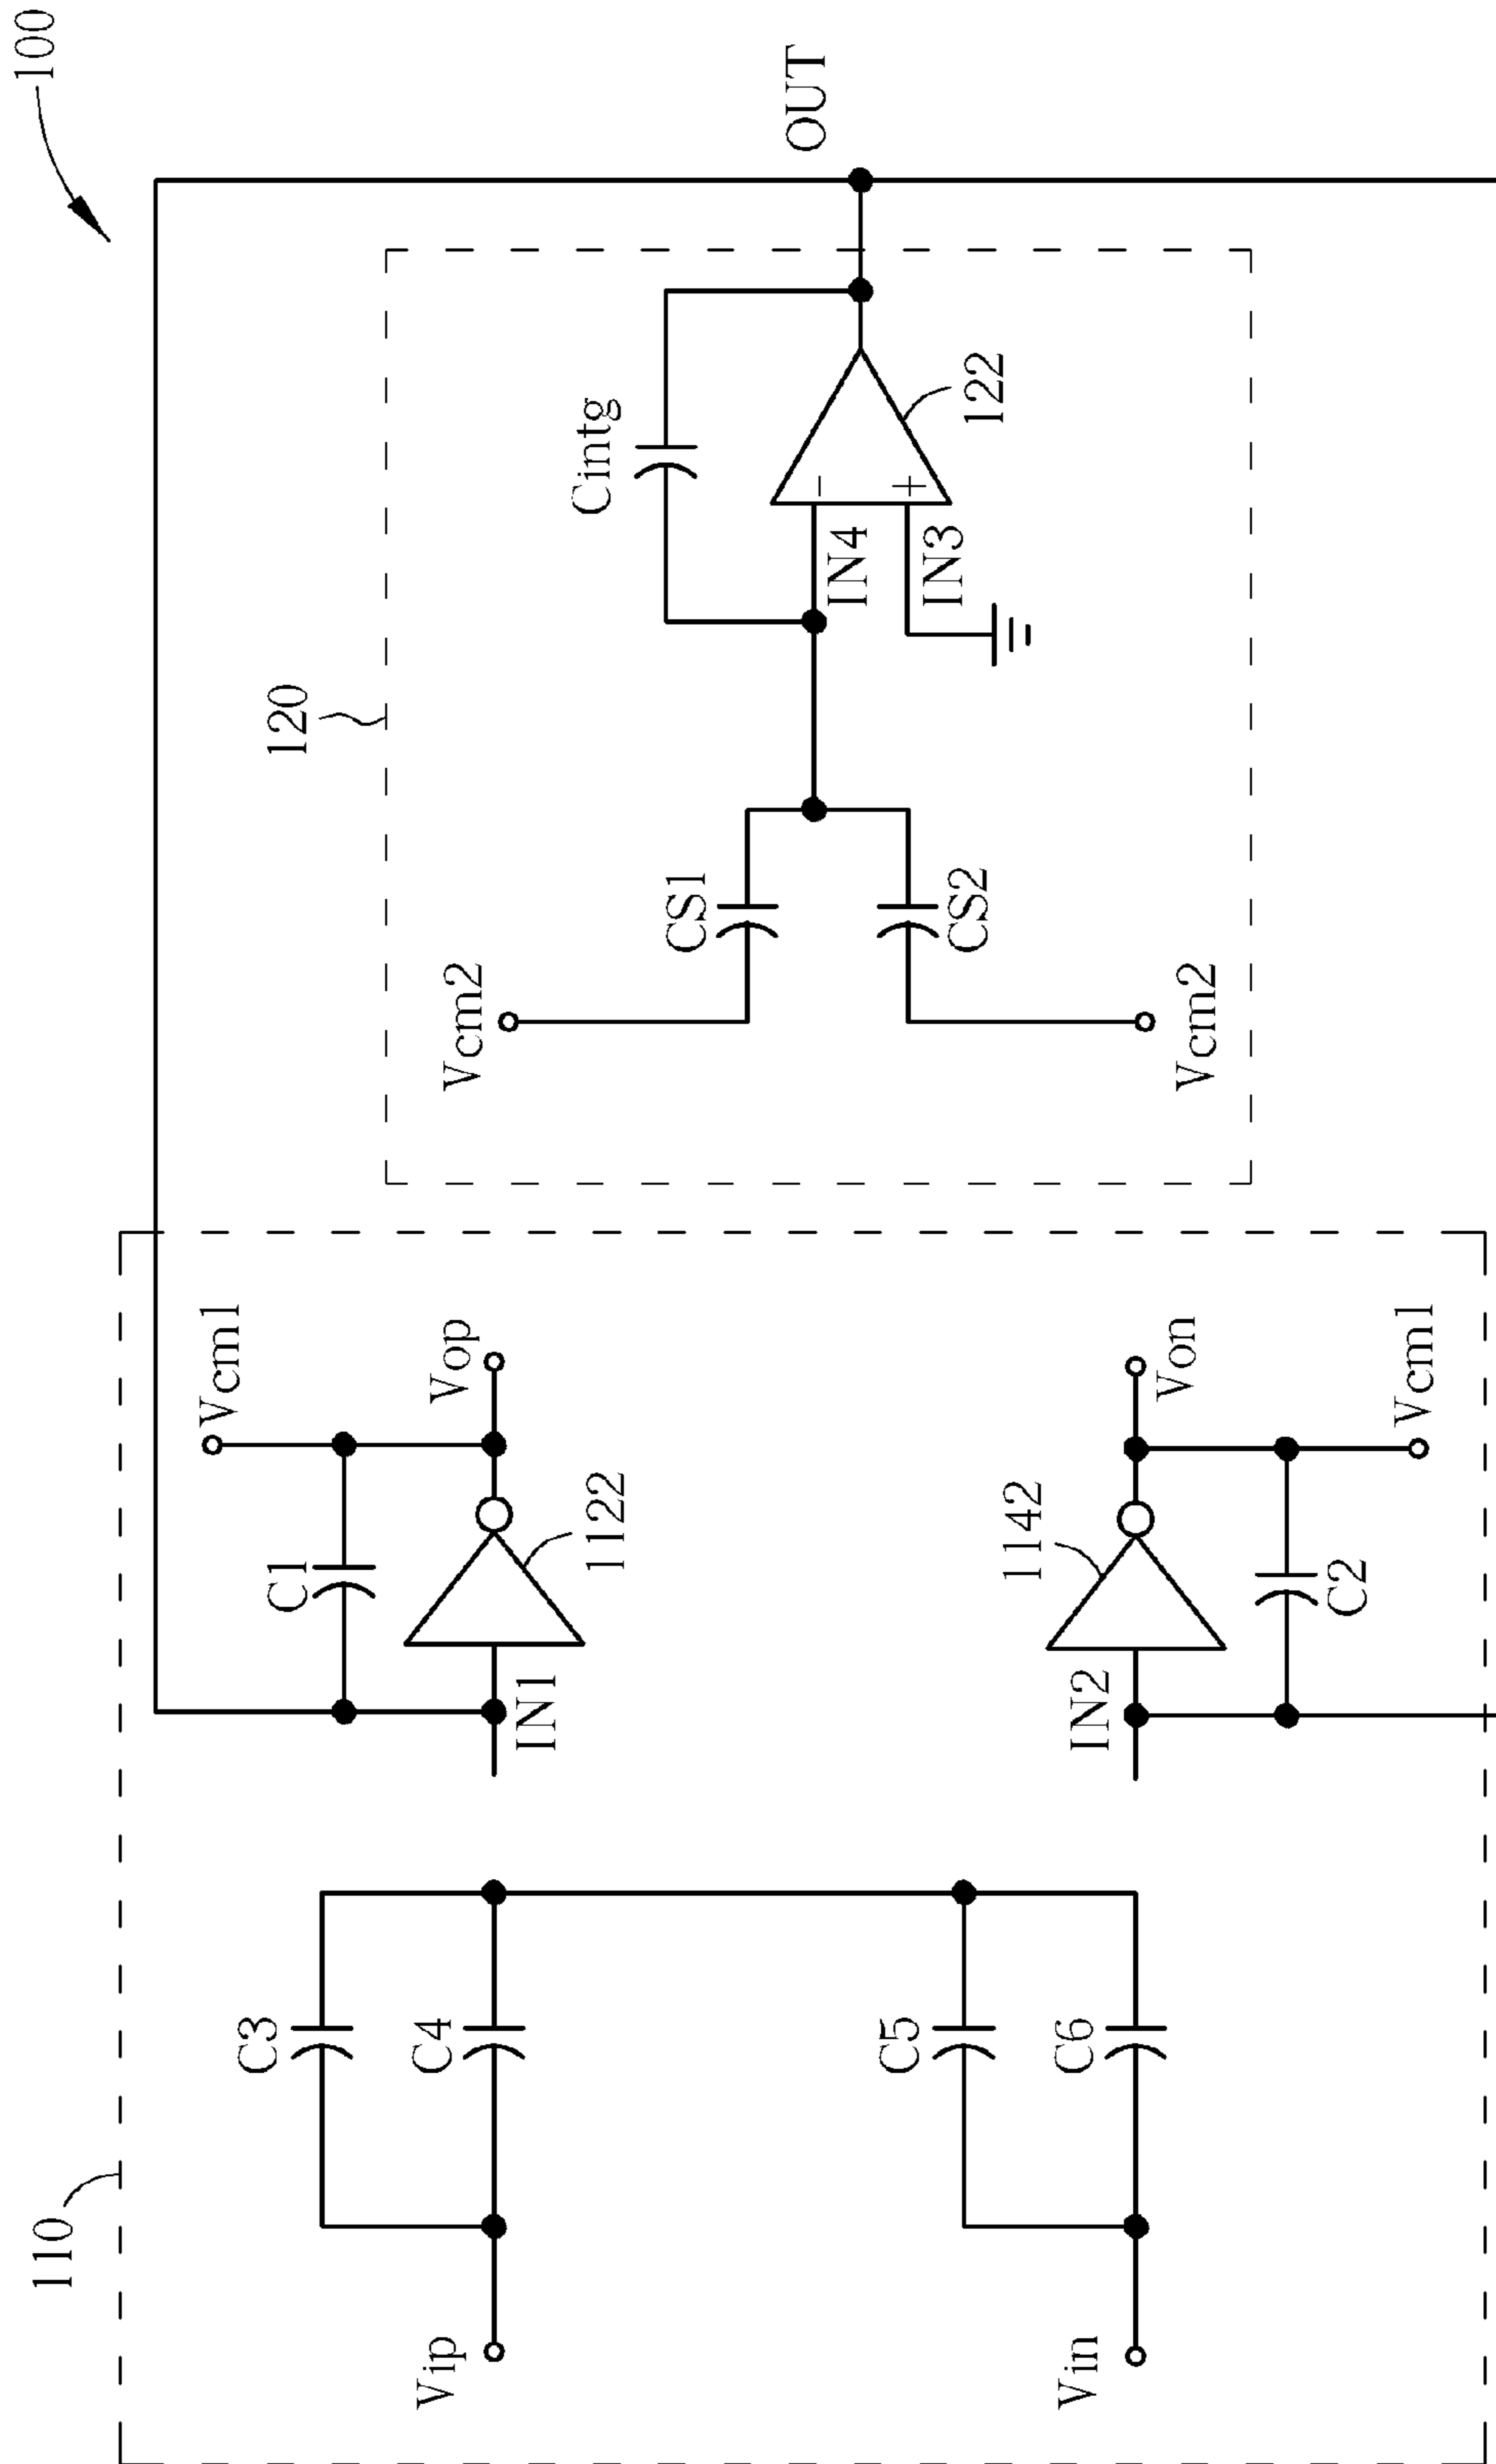 100
110
120
Vip
Vin
C3
C4
C5
C6
IN1
IN2
C1
C2
1122
1142
Vcm1
Vop
Von
Vcm1
Vcm2
Vcm2
CS1
CS2
Cintg
IN4
IN3
−
+
122
OUT